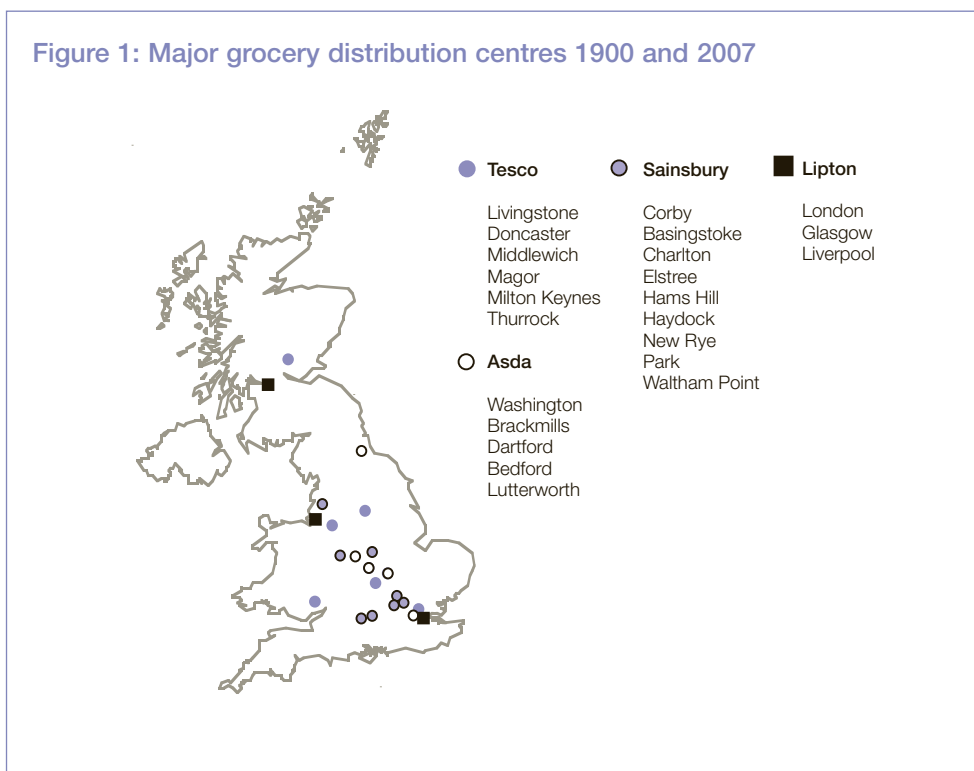 Figure 1: Major grocery distribution centres 1900 and 2007
Tesco
Livingstone
Doncaster
Middlewich
Magor
Milton Keynes
Thurrock
Asda
Washington
Brackmills
Dartford
Bedford
Lutterworth
Sainsbury
Corby
Basingstoke
Charlton
Elstree
Hams Hill
Haydock
New Rye
Park
Waltham Point
Lipton
London
Glasgow
Liverpool